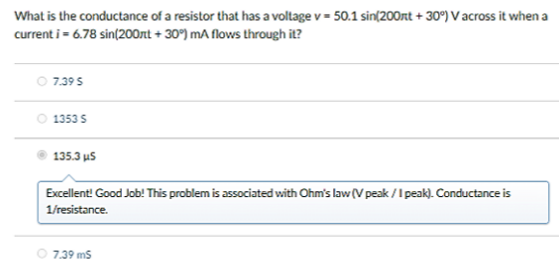 What is the conductance of a resistor that has a voltage v = 50.1 sin(200πt + 30°) V across it when a
current i = 6.78 sin(200πt + 30°) mA flows through it?
7.39 S
1353 S
135.3 µS
Excellent! Good Job! This problem is associated with Ohm's law (V peak / I peak). Conductance is
1/resistance.
7.39 mS